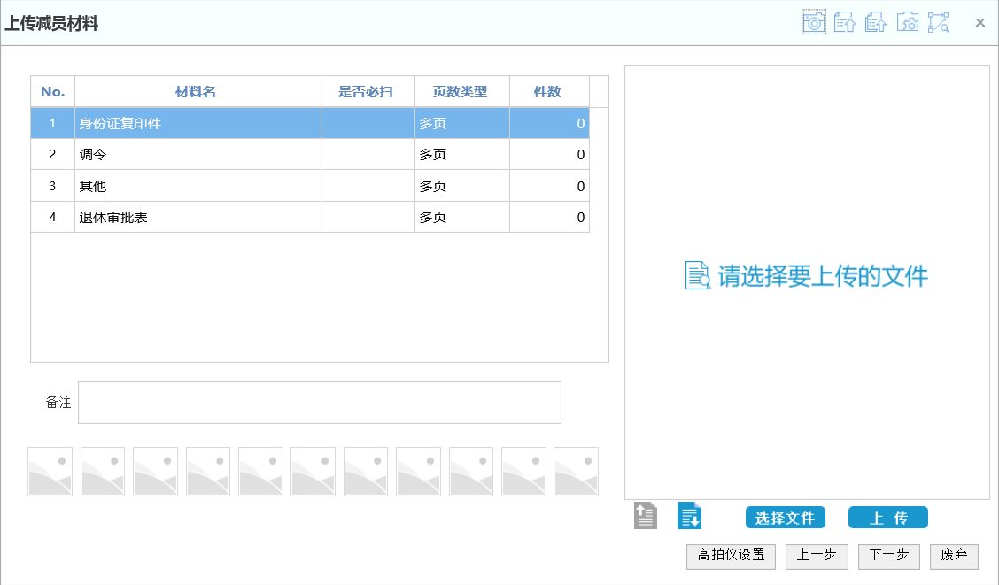 上传减员材料
No. 材料名 是否必扫 页数类型 件数
1 身份证复印件 多页 0
2 调令 多页 0
3 其他 多页 0
4 退休审批表 多页 0
请选择要上传的文件
备注
选择文件 上 传
高拍仪设置 上一步 下一步 废弃